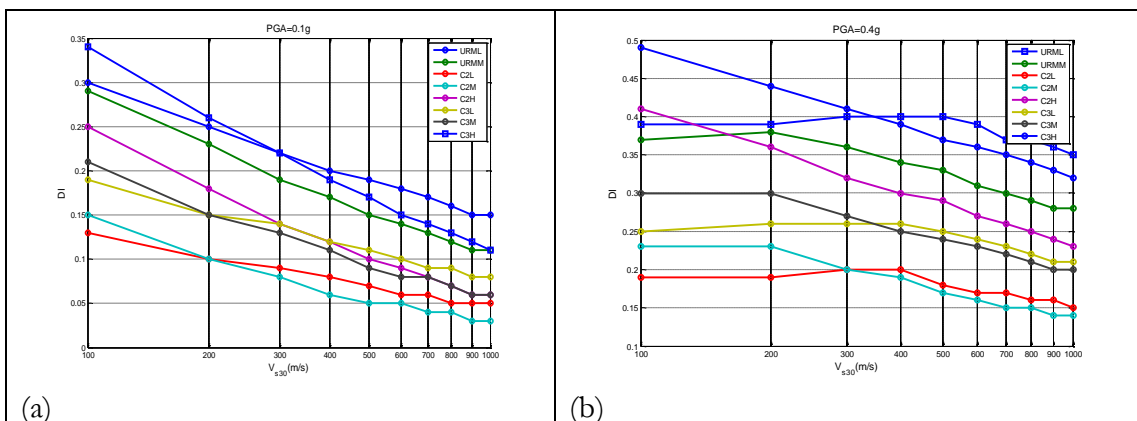 PGA=0.1g
0.35
0.3
0.25
0.2
0.15
0.1
0.05
0
DI
100 200 300 400 500 600 700 800 900 1000
Vs30(m/s)
URML
URMM
C2L
C2M
C2H
C3L
C3M
C3H
(a)
PGA=0.4g
0.5
0.45
0.4
0.35
0.3
0.25
0.2
0.15
0.1
DI
100 200 300 400 500 600 700 800 900 1000
Vs30(m/s)
URML
URMM
C2L
C2M
C2H
C3L
C3M
C3H
(b)